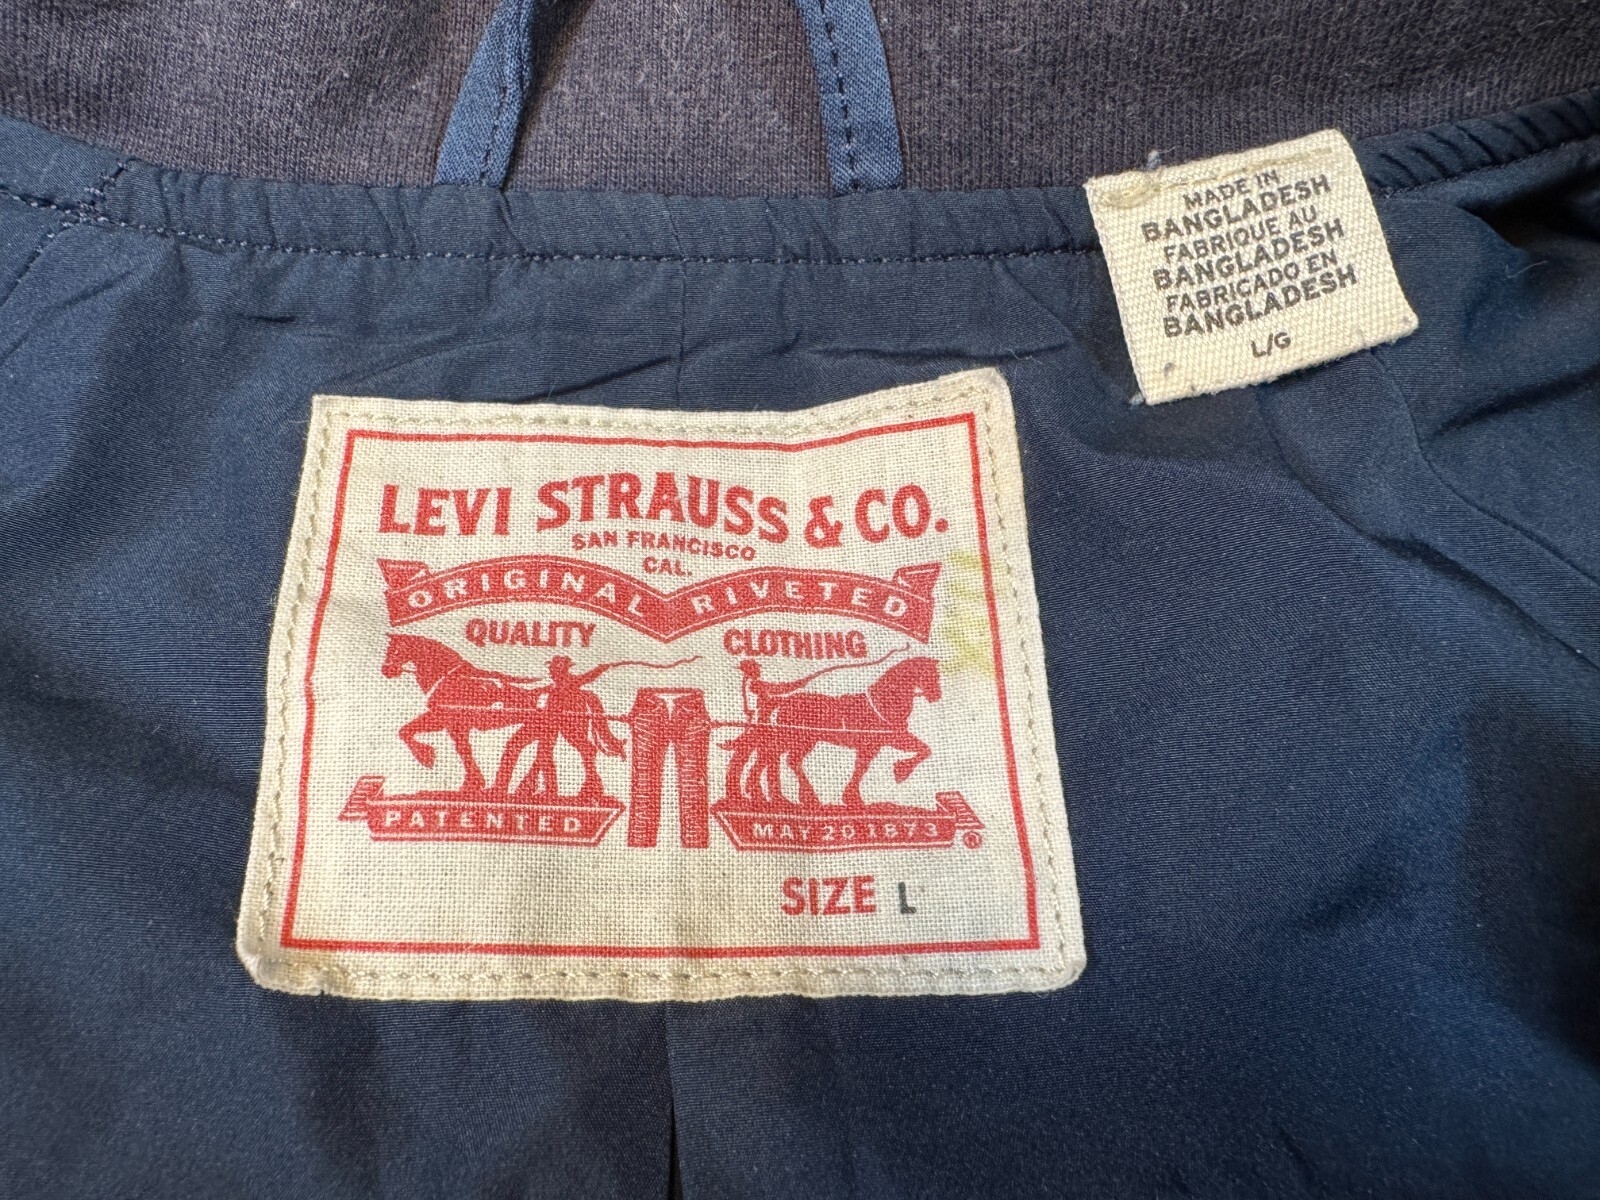 MADE IN
BANGLADESH
FABRIQUE AU
BANGLADESH
FABRICADO EN
BANGLADESH
L/G
LEVI STRAUSS & CO.
SAN FRANCISCO
CAL.
ORIGINAL RIVETED
QUALITY CLOTHING
PATENTED MAY 20 1873 ®
SIZE L